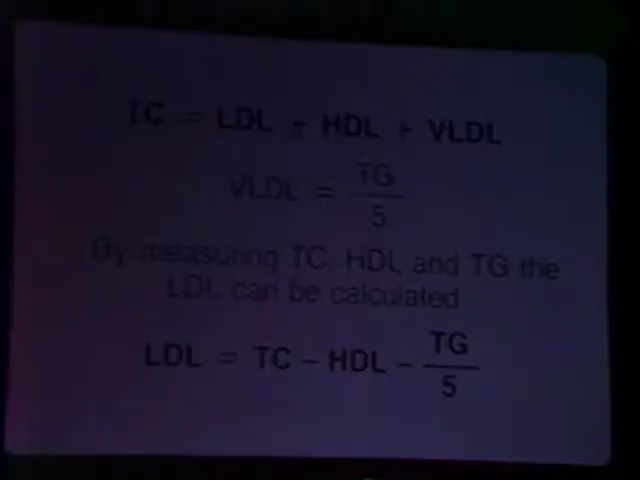 TC = LDL + HDL + VLDL
VLDL = TG/5
By measuring TC HDL and TG the
LDL can be calculated
LDL = TC – HDL – TG/5